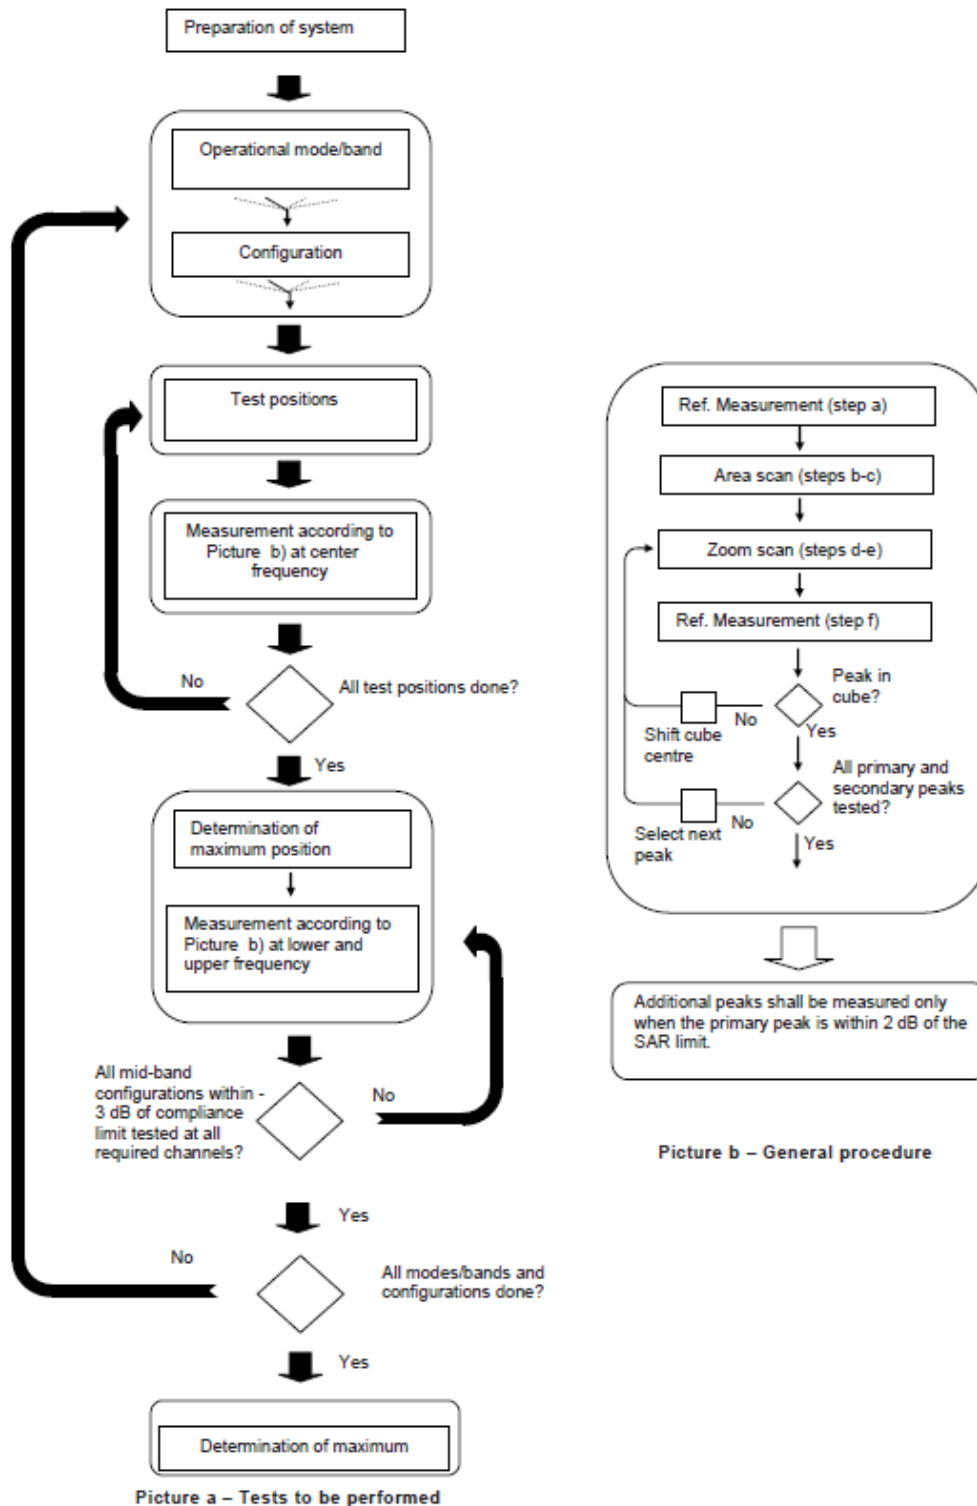 Preparation of system
Operational mode/band
Configuration
Test positions
Measurement according to
Picture b) at center
frequency
No
All test positions done?
Yes
Determination of
maximum position
Measurement according to
Picture b) at lower and
upper frequency
All mid-band
configurations within -
3 dB of compliance
limit tested at all
required channels?
No
Yes
No
All modes/bands and
configurations done?
Yes
Determination of maximum
Picture a – Tests to be performed
Ref. Measurement (step a)
Area scan (steps b-c)
Zoom scan (steps d-e)
Ref. Measurement (step f)
Peak in
cube?
No
Shift cube
centre
Yes
All primary and
secondary peaks
tested?
No
Select next
peak
Yes
Additional peaks shall be measured only
when the primary peak is within 2 dB of the
SAR limit.
Picture b – General procedure